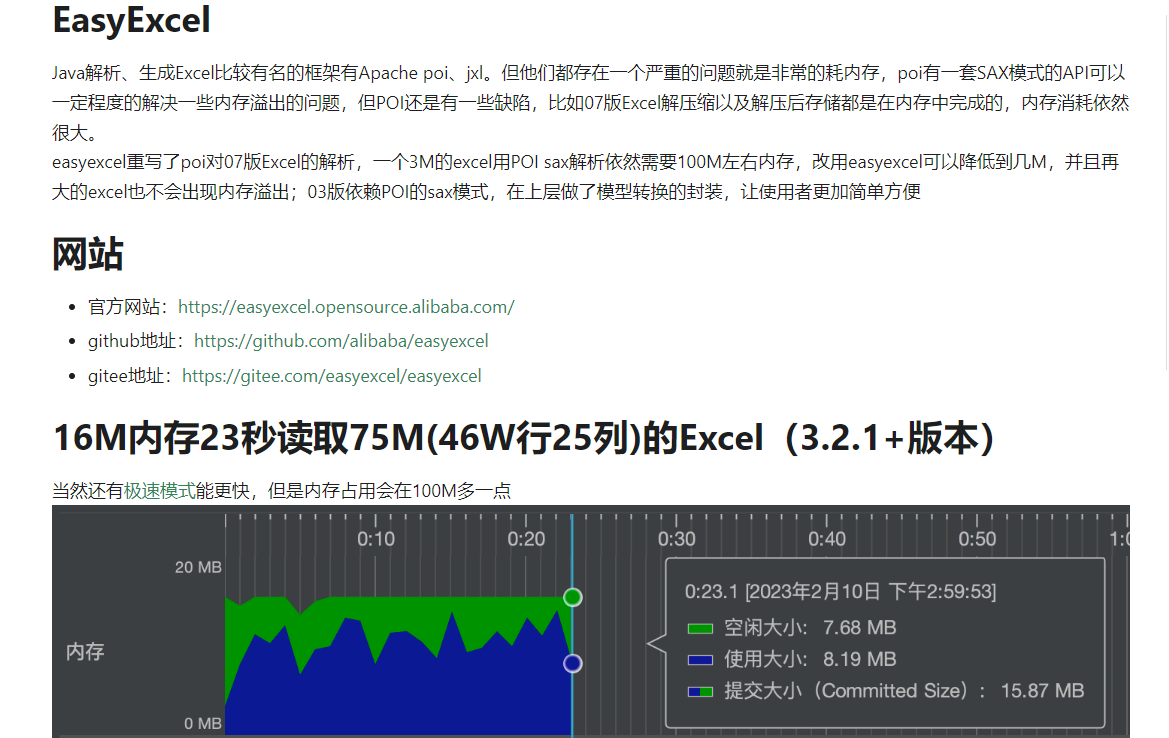 EasyExcel
Java解析、生成Excel比较有名的框架有Apache poi、jxl。但他们都存在一个严重的问题就是非常的耗内存，poi有一套SAX模式的API可以
一定程度的解决一些内存溢出的问题，但POI还是有一些缺陷，比如07版Excel解压缩以及解压后存储都是在内存中完成的，内存消耗依然
很大。
easyexcel重写了poi对07版Excel的解析，一个3M的excel用POI sax解析依然需要100M左右内存，改用easyexcel可以降低到几M，并且再
大的excel也不会出现内存溢出；03版依赖POI的sax模式，在上层做了模型转换的封装，让使用者更加简单方便
网站
• 官方网站：https://easyexcel.opensource.alibaba.com/
• github地址：https://github.com/alibaba/easyexcel
• gitee地址：https://gitee.com/easyexcel/easyexcel
16M内存23秒读取75M(46W行25列)的Excel（3.2.1+版本）
当然还有极速模式能更快，但是内存占用会在100M多一点
0:10 0:20 0:30 0:40 0:50 1:0
20 MB
内存
0 MB
0:23.1 [2023年2月10日 下午2:59:53]
空闲大小: 7.68 MB
使用大小: 8.19 MB
提交大小（Committed Size）: 15.87 MB